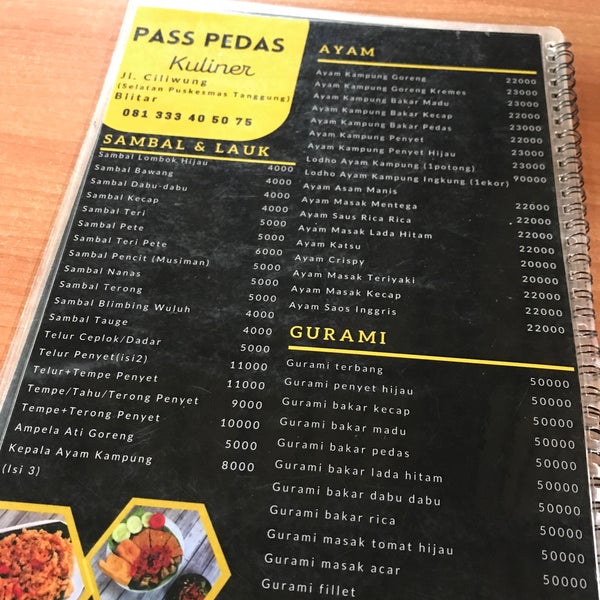 PASS PEDAS
Kuliner
Jl. Ciliwung
(Selatan Puskesmas Tanggung)
Blitar
081 333 40 50 75
SAMBAL & LAUK
Sambal Lombok Hijau 4000
Sambal Bawang 4000
Sambal Dabu-dabu 4000
Sambal Kecap 4000
Sambal Teri 5000
Sambal Pete 5000
Sambal Teri Pete 6000
Sambal Pencit (Musiman) 5000
Sambal Nanas 4000
Sambal Terong 4000
Sambal Blimbing Wuluh 4000
Sambal Tauge 4000
Telur Ceplok/Dadar 5000
Telur Penyet(isi2) 11000
Telur+Tempe Penyet 11000
Tempe/Tahu/Terong Penyet 9000
Tempe+Terong Penyet 10000
Ampela Ati Goreng 5000
Kepala Ayam Kampung 8000
(Isi 3)
AYAM
Ayam Kampung Goreng 22000
Ayam Kampung Goreng Kremes 23000
Ayam Kampung Bakar Madu 23000
Ayam Kampung Bakar Kecap 22000
Ayam Kampung Bakar Pedas 23000
Ayam Kampung Penyet 22000
Ayam Kampung Penyet Hijau 23000
Lodho Ayam Kampung (1potong) 23000
Lodho Ayam Kampung Ingkung (1ekor) 90000
Ayam Asam Manis 22000
Ayam Masak Mentega 22000
Ayam Saus Rica Rica 22000
Ayam Masak Lada Hitam 20000
Ayam Katsu 20000
Ayam Crispy 22000
Ayam Masak Teriyaki 22000
Ayam Masak Kecap 22000
Ayam Saos Inggris 22000
GURAMI
Gurami terbang 50000
Gurami penyet hijau 50000
Gurami bakar kecap 50000
Gurami bakar madu 50000
Gurami bakar pedas 50000
Gurami bakar lada hitam 50000
Gurami bakar dabu dabu 50000
Gurami bakar rica 50000
Gurami masak tomat hijau 50000
Gurami masak acar 50000
Gurami fillet